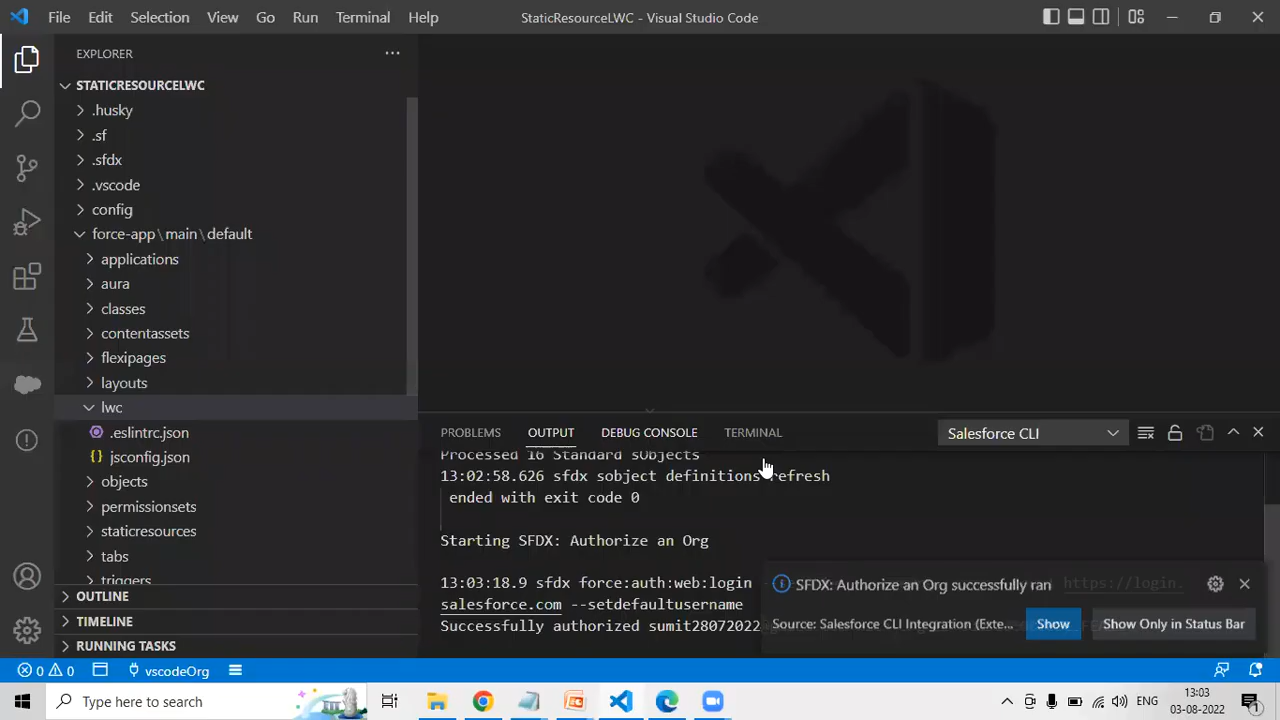 File Edit Selection View Go Run Terminal Help StaticResourceLWC - Visual Studio Code
EXPLORER
STATICRESOURCELWC
.husky
.sf
.sfdx
.vscode
config
force-app\main\default
applications
aura
classes
contentassets
flexipages
layouts
lwc
.eslintrc.json
jsconfig.json
objects
permissionsets
staticresources
tabs
triggers
OUTLINE
TIMELINE
RUNNING TASKS
PROBLEMS OUTPUT DEBUG CONSOLE TERMINAL Salesforce CLI
Processed 16 Standard sObjects
13:02:58.626 sfdx sobject definitions refresh
ended with exit code 0
Starting SFDX: Authorize an Org
13:03:18.9 sfdx force:auth:web:login https://login.
salesforce.com --setdefaultusername
Successfully authorized sumit28072022
SFDX: Authorize an Org successfully ran
Source: Salesforce CLI Integration (Exte... Show Show Only in Status Bar
0 0 vscodeOrg
Type here to search
ENG
13:03
03-08-2022
1